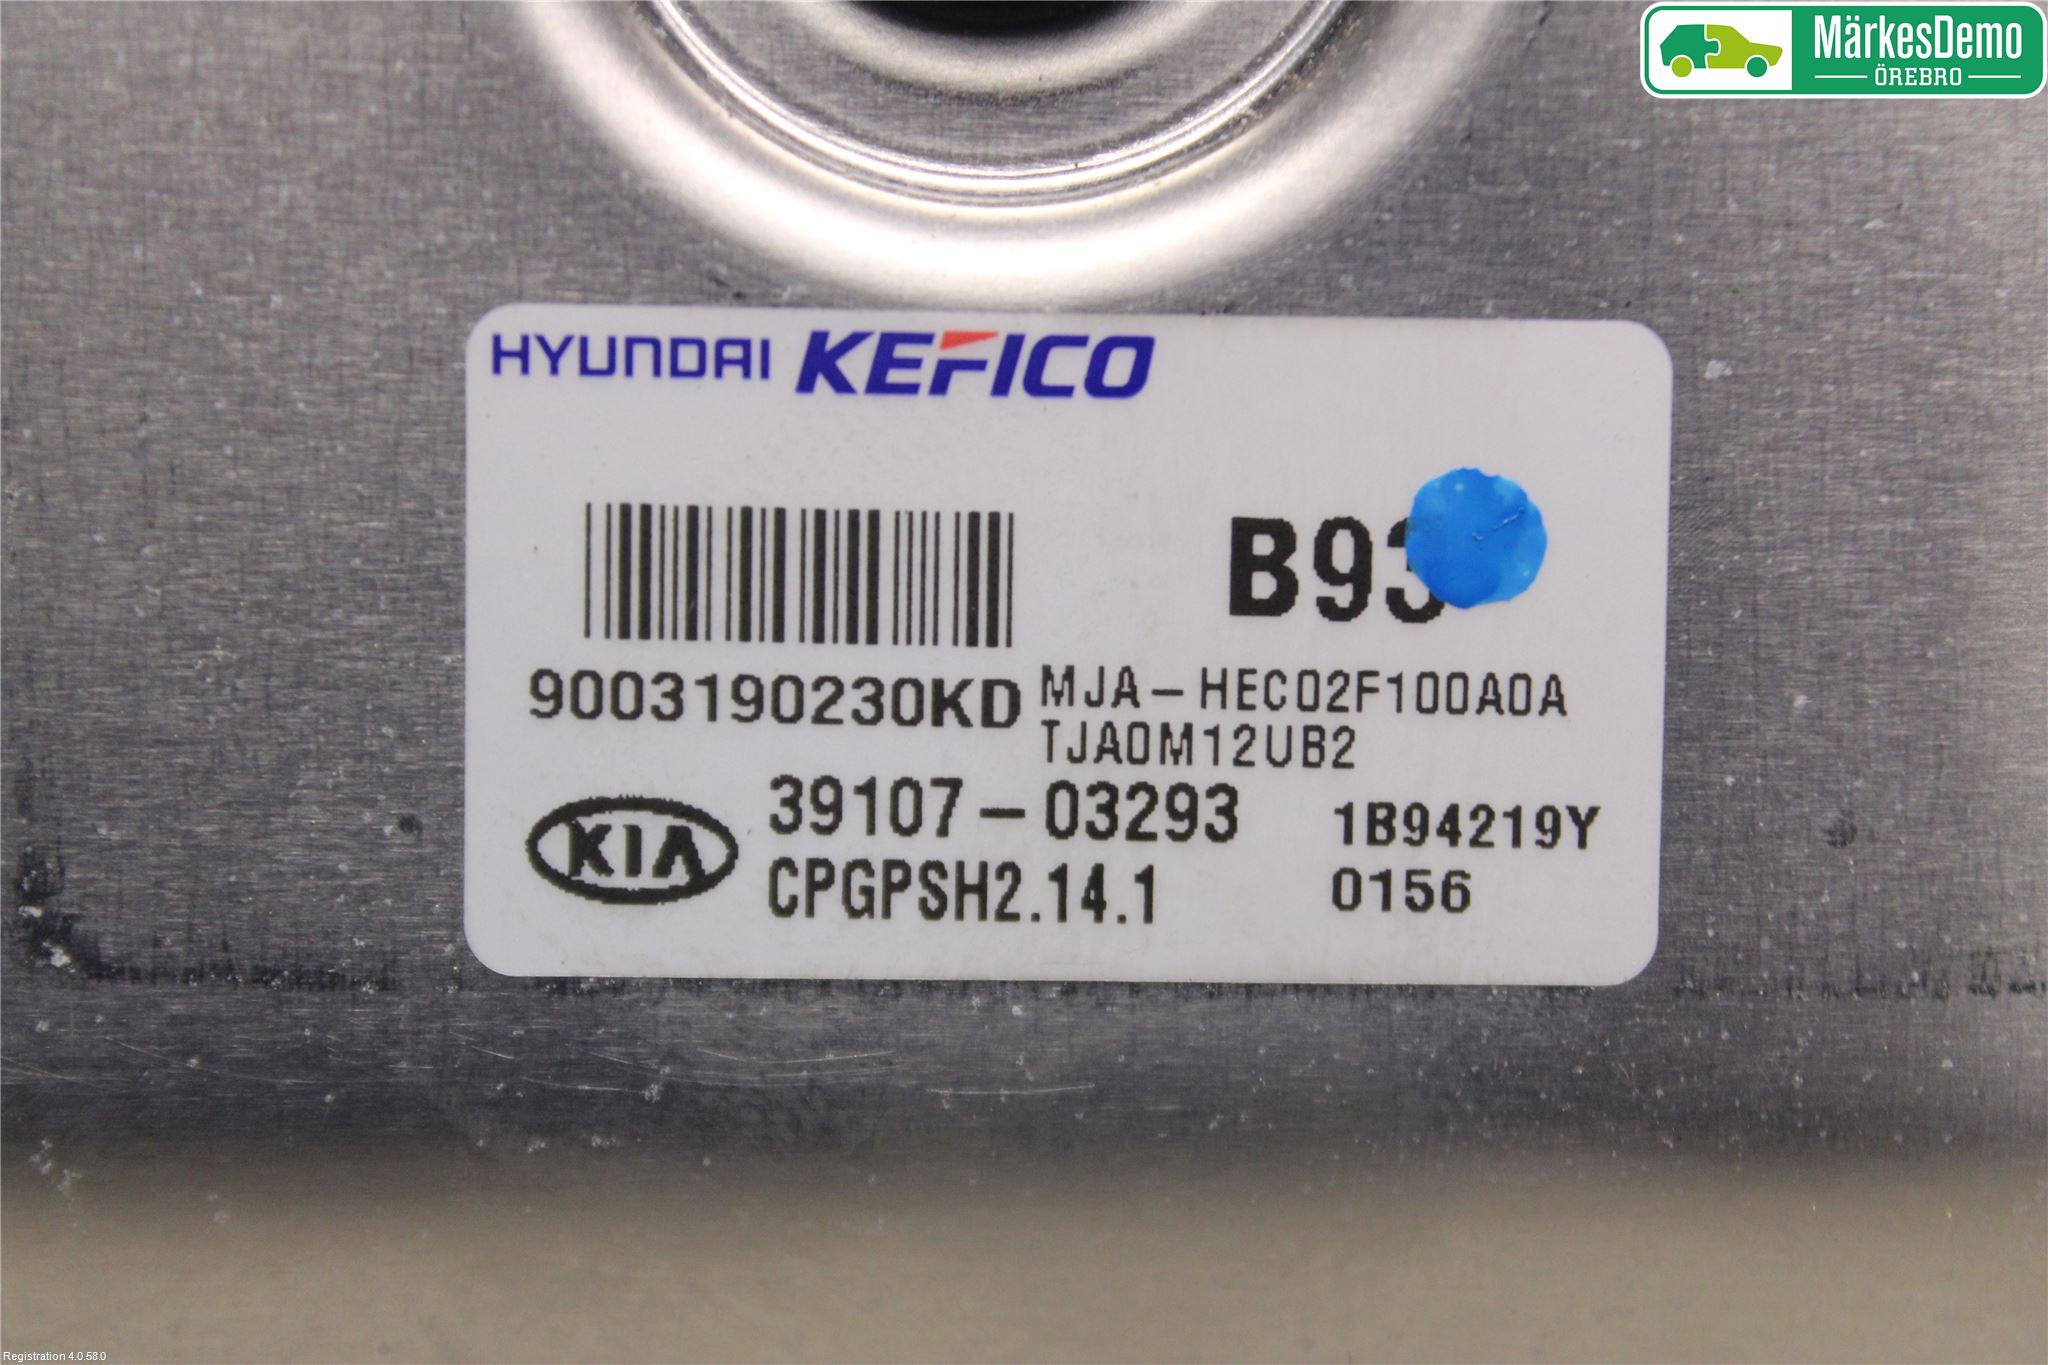 MärkesDemo
ÖREBRO
HYUNDAI KEFICO
B93
9003190230KD
MJA-HEC02F100A0A
TJA0M12UB2
KIA
39107-03293
1B94219Y
CPGPSH2.14.1
0156
Registration 4.0.58.0